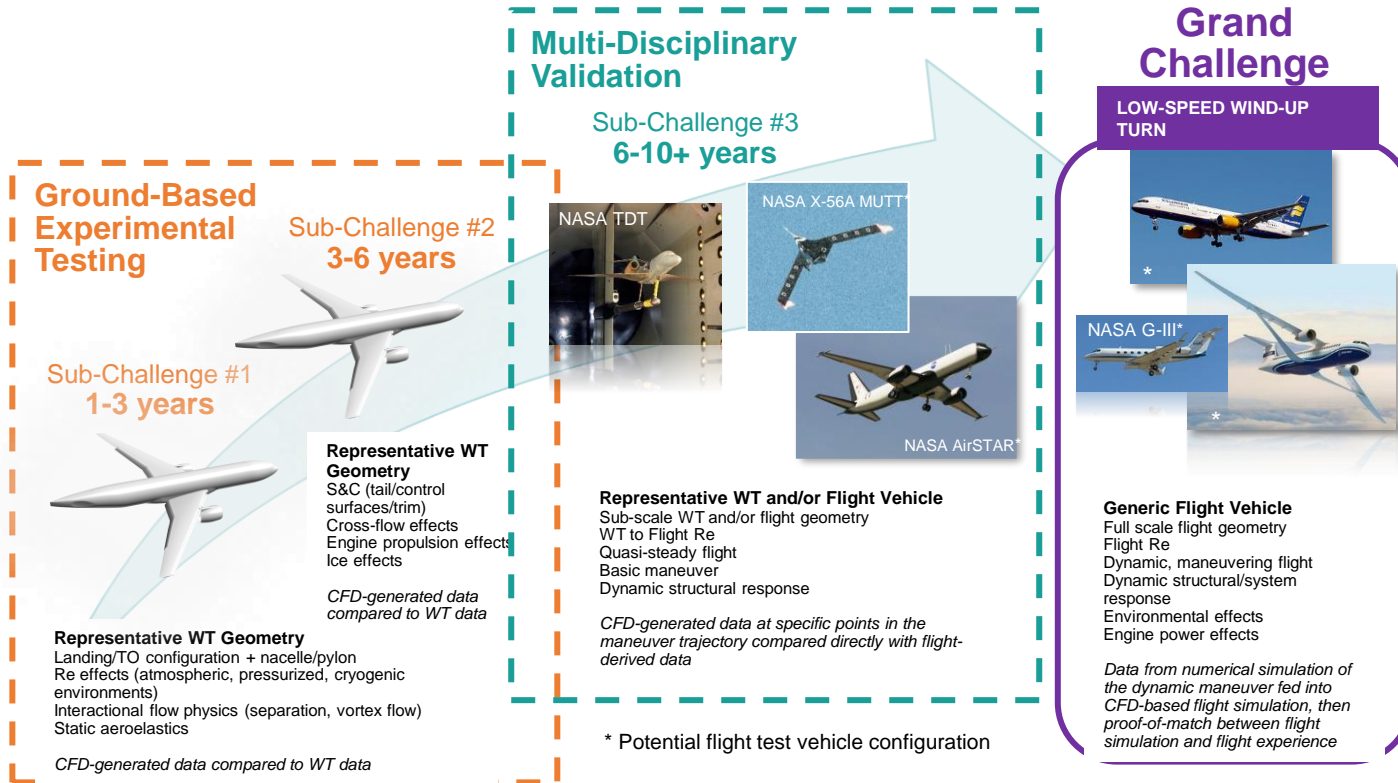 Ground-Based
Experimental
Testing
Sub-Challenge #1
1-3 years
Representative WT Geometry
Landing/TO configuration + nacelle/pylon
Re effects (atmospheric, pressurized, cryogenic
environments)
Interactional flow physics (separation, vortex flow)
Static aeroelastics
CFD-generated data compared to WT data
Sub-Challenge #2
3-6 years
Representative WT
Geometry
S&C (tail/control
surfaces/trim)
Cross-flow effects
Engine propulsion effects
Ice effects
CFD-generated data
compared to WT data
Multi-Disciplinary
Validation
Sub-Challenge #3
6-10+ years
NASA TDT
NASA X-56A MUTT*
NASA AirSTAR*
Representative WT and/or Flight Vehicle
Sub-scale WT and/or flight geometry
WT to Flight Re
Quasi-steady flight
Basic maneuver
Dynamic structural response
CFD-generated data at specific points in the
maneuver trajectory compared directly with flight-
derived data
* Potential flight test vehicle configuration
Grand
Challenge
LOW-SPEED WIND-UP
TURN
*
NASA G-III*
*
Generic Flight Vehicle
Full scale flight geometry
Flight Re
Dynamic, maneuvering flight
Dynamic structural/system
response
Environmental effects
Engine power effects
Data from numerical simulation of
the dynamic maneuver fed into
CFD-based flight simulation, then
proof-of-match between flight
simulation and flight experience